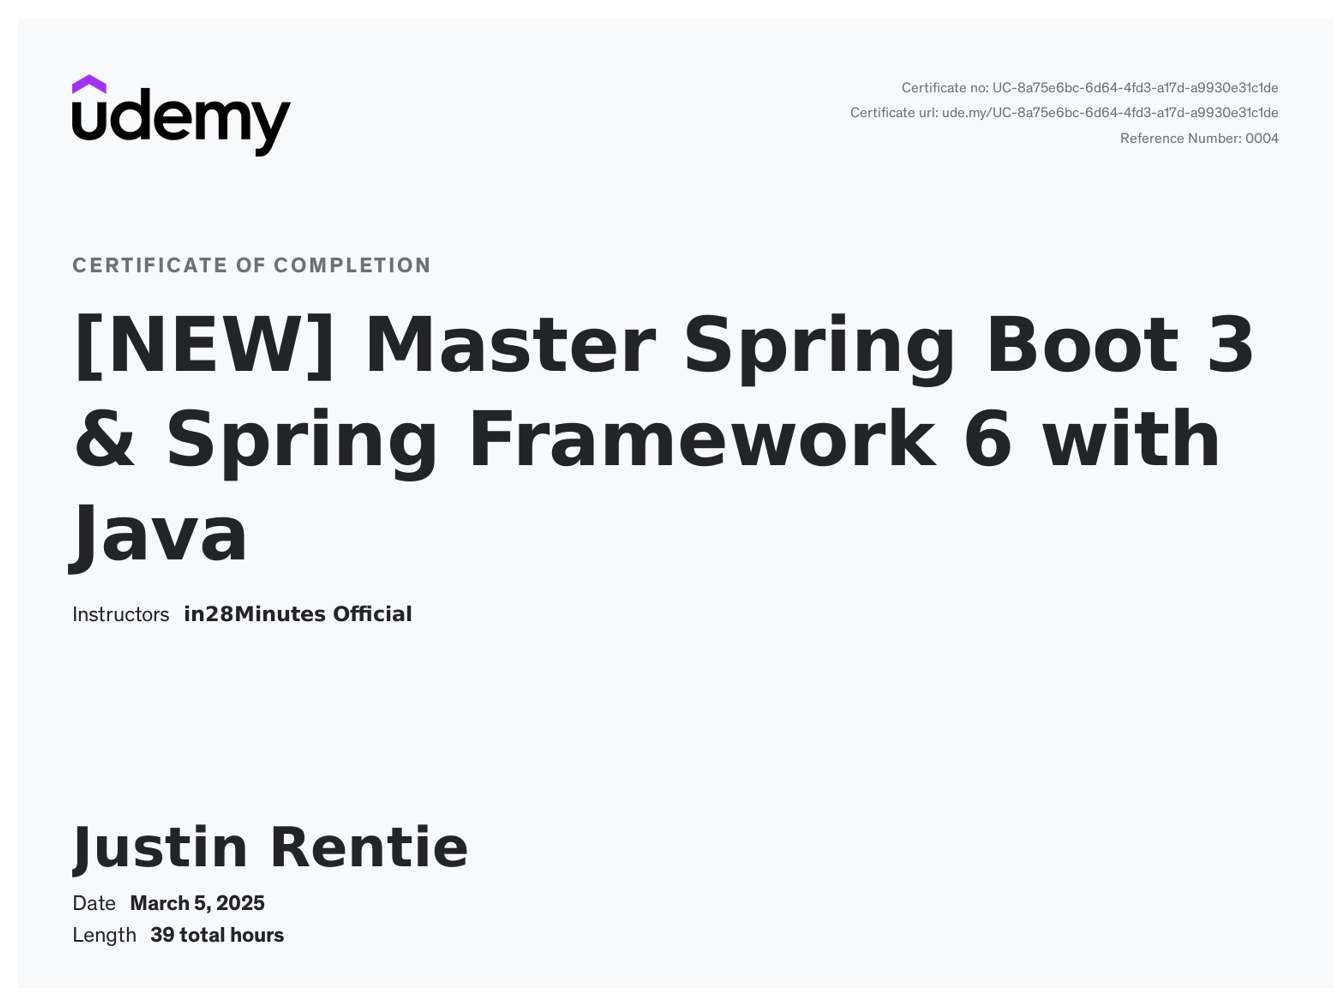 udemy
Certificate no: UC-8a75e6bc-6d64-4fd3-a17d-a9930e31c1de
Certificate url: ude.my/UC-8a75e6bc-6d64-4fd3-a17d-a9930e31c1de
Reference Number: 0004
CERTIFICATE OF COMPLETION
[NEW] Master Spring Boot 3
& Spring Framework 6 with
Java
Instructors in28Minutes Official
Justin Rentie
Date March 5, 2025
Length 39 total hours